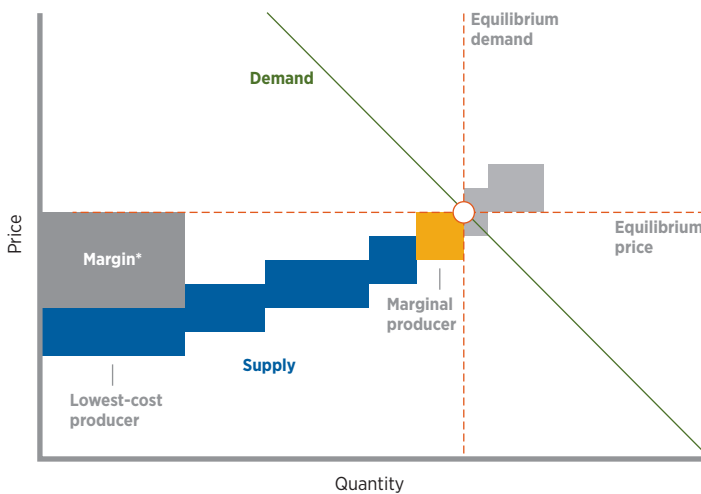 Equilibrium
demand
Demand
Equilibrium
price
Price
Margin*
Marginal
producer
Supply
Lowest-cost
producer
Quantity